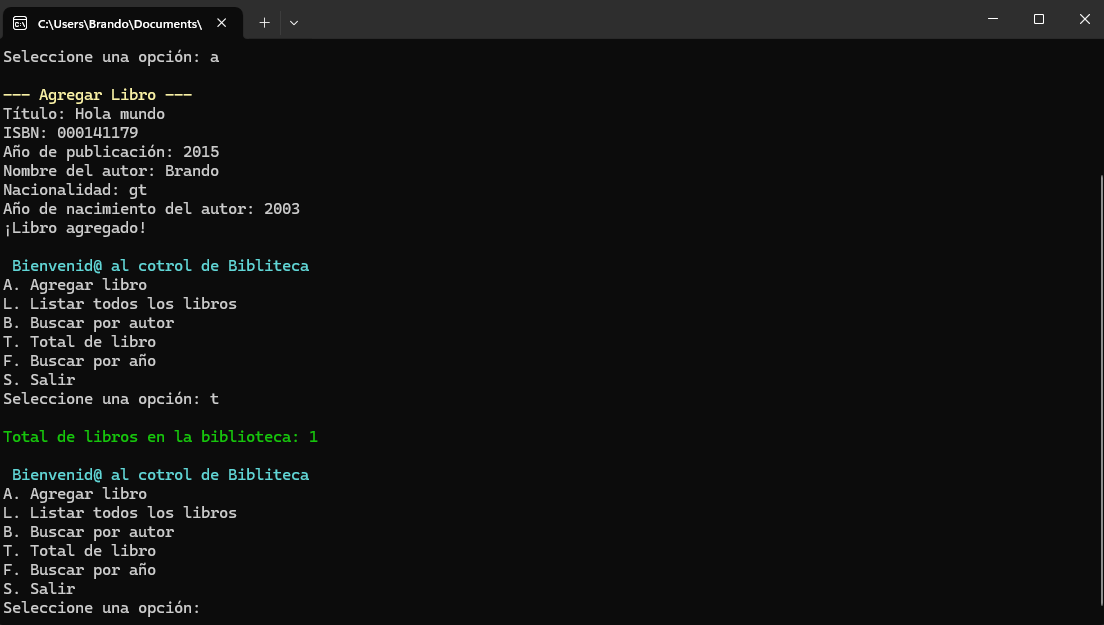 C:\Users\Brando\Documents\
Seleccione una opción: a
--- Agregar Libro ---
Título: Hola mundo
ISBN: 000141179
Año de publicación: 2015
Nombre del autor: Brando
Nacionalidad: gt
Año de nacimiento del autor: 2003
¡Libro agregado!
Bienvenid@ al cotrol de Bibliteca
A. Agregar libro
L. Listar todos los libros
B. Buscar por autor
T. Total de libro
F. Buscar por año
S. Salir
Seleccione una opción: t
Total de libros en la biblioteca: 1
Bienvenid@ al cotrol de Bibliteca
A. Agregar libro
L. Listar todos los libros
B. Buscar por autor
T. Total de libro
F. Buscar por año
S. Salir
Seleccione una opción: